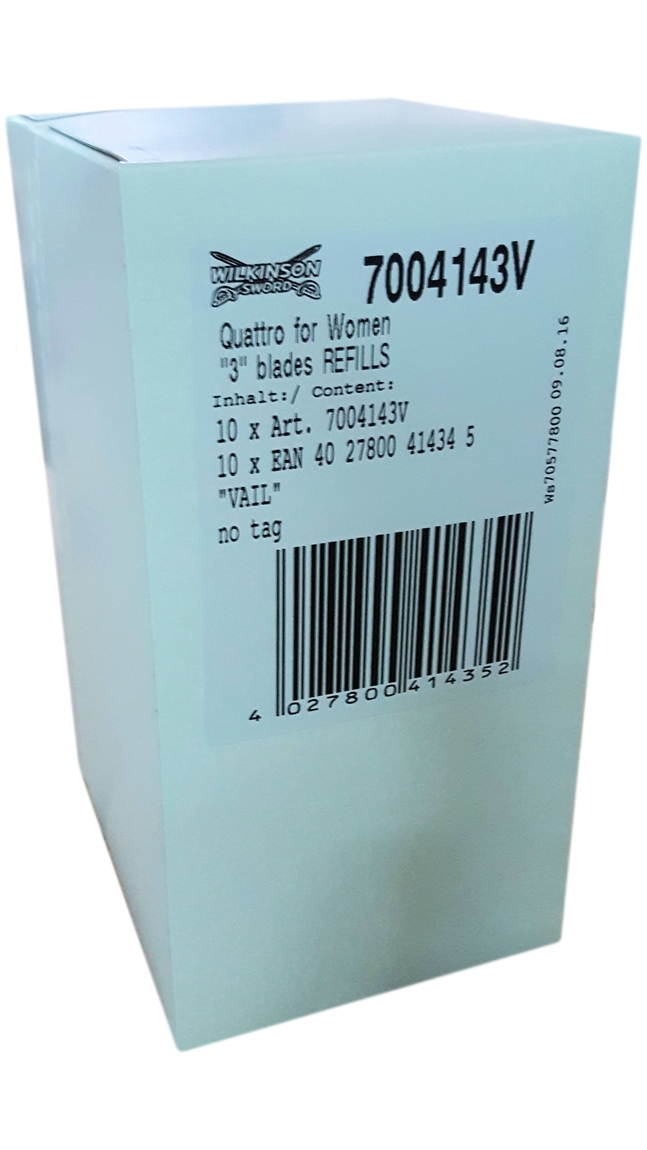 WILKINSON
SWORD
7004143V
Quattro for Women
"3" blades REFILLS
Inhalt:/ Content:
10 x Art. 7004143V
10 x EAN 40 27800 41434 5
"VAIL"
no tag
4 027800 414352
Ws70577800 09.08.16